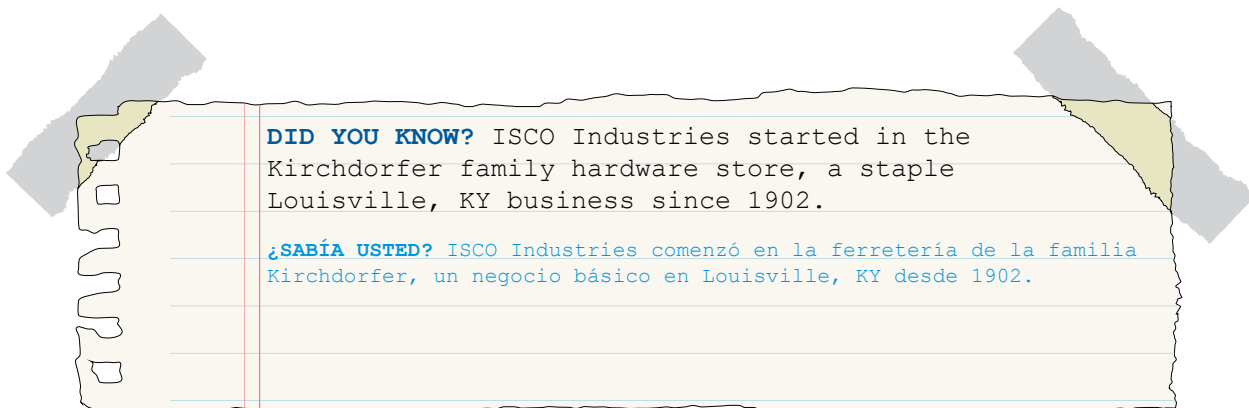 DID YOU KNOW? ISCO Industries started in the
Kirchdorfer family hardware store, a staple
Louisville, KY business since 1902.
¿SABÍA USTED? ISCO Industries comenzó en la ferretería de la familia
Kirchdorfer, un negocio básico en Louisville, KY desde 1902.